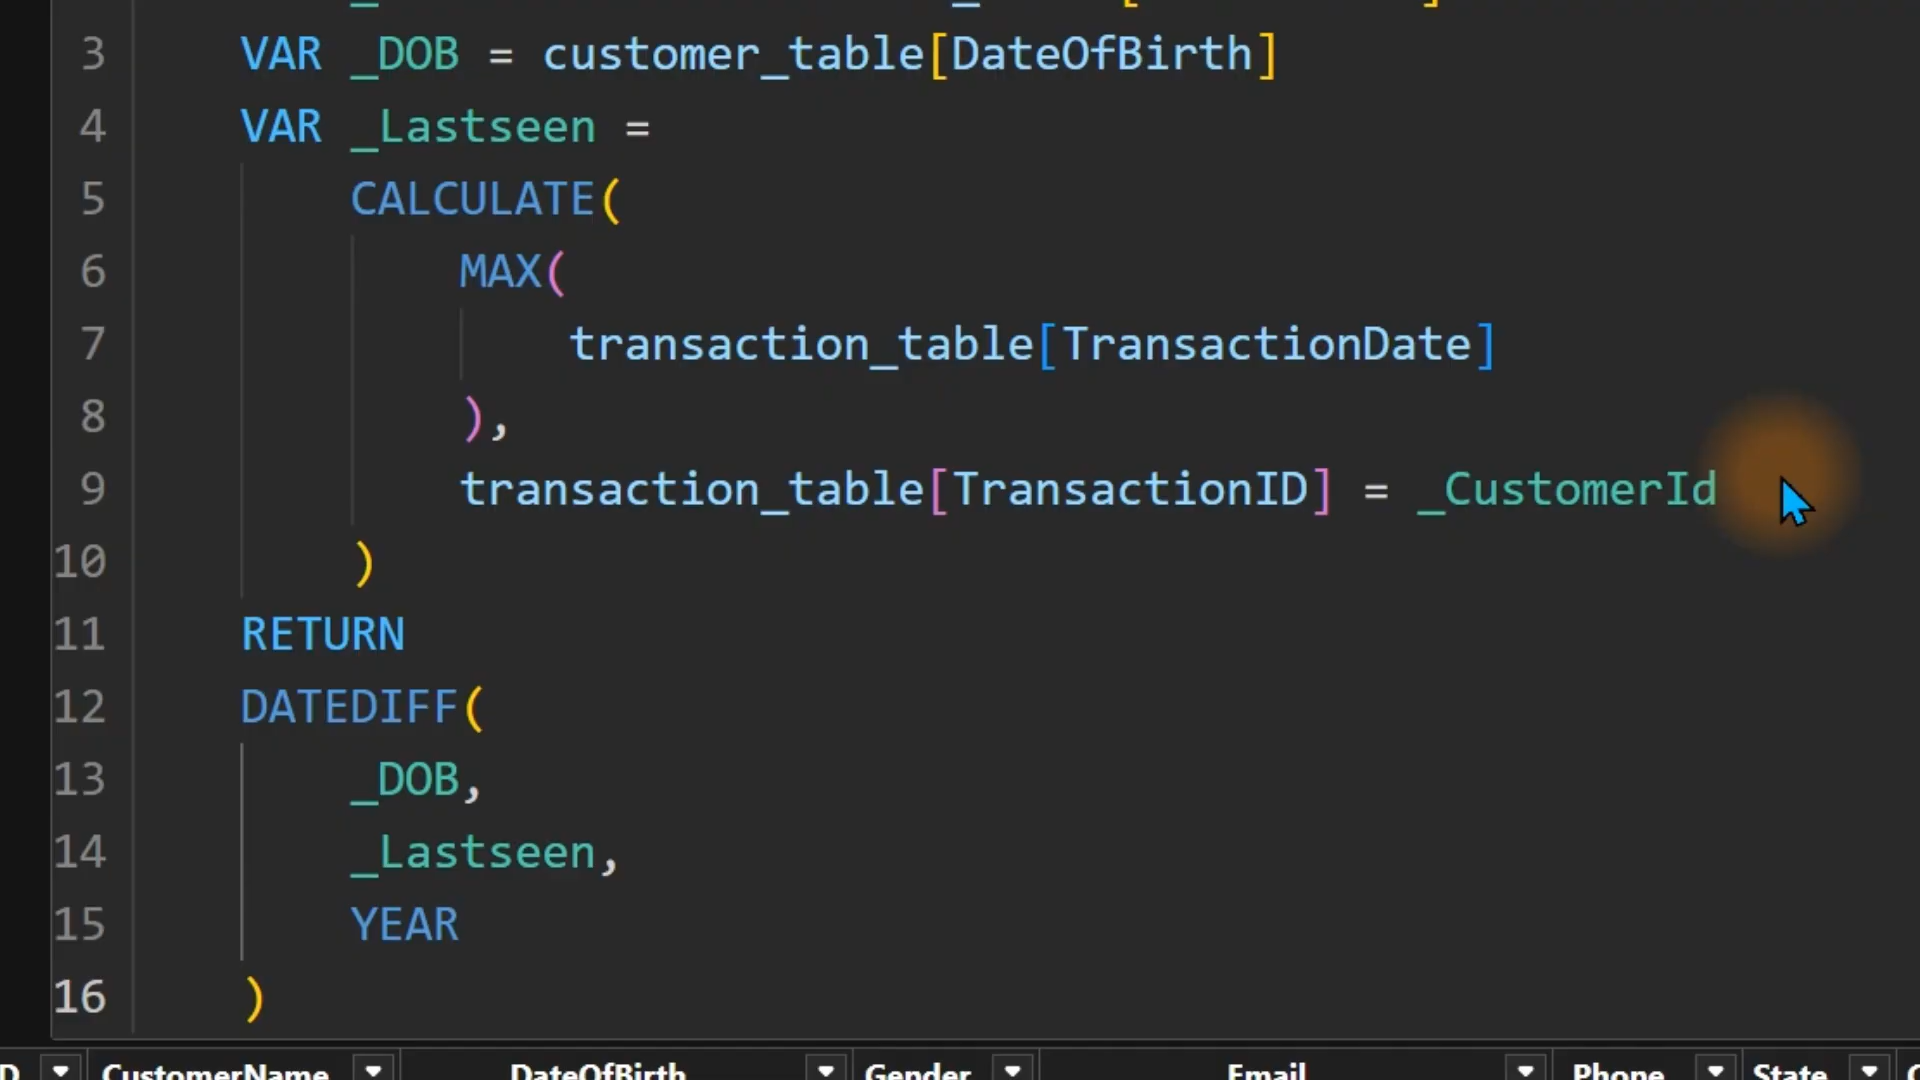 3 VAR _DOB = customer_table[DateOfBirth]
4 VAR _Lastseen =
5 CALCULATE(
6 MAX(
7 transaction_table[TransactionDate]
8 ),
9 transaction_table[TransactionID] = _CustomerId
10 )
11 RETURN
12 DATEDIFF(
13 _DOB,
14 _Lastseen,
15 YEAR
16 )
CustomerName DateOfBirth Gender Email Phone State